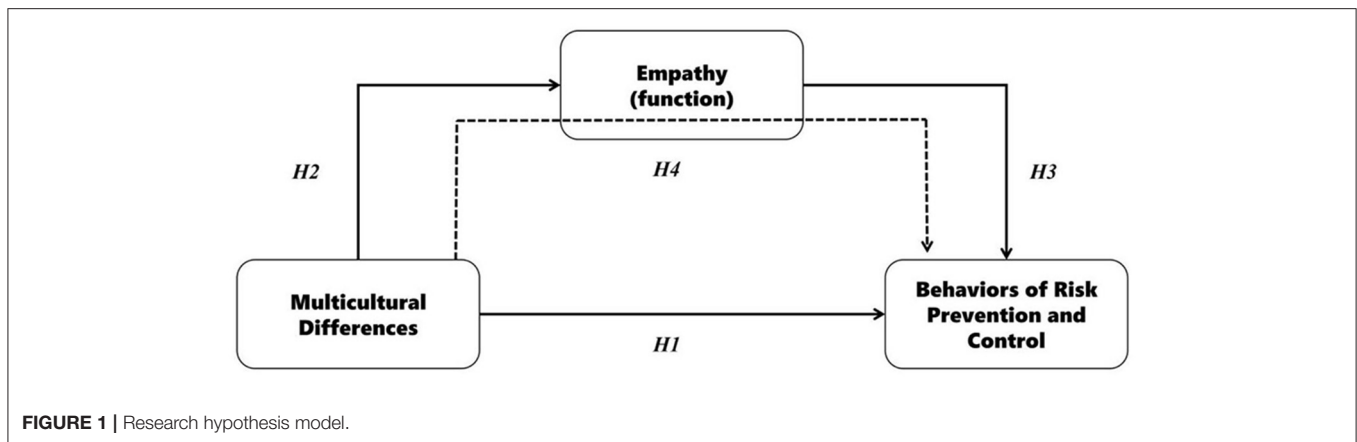 Empathy
(function)
H2
H4
H3
Multicultural
Differences
Behaviors of Risk
Prevention and
Control
H1
FIGURE 1 | Research hypothesis model.